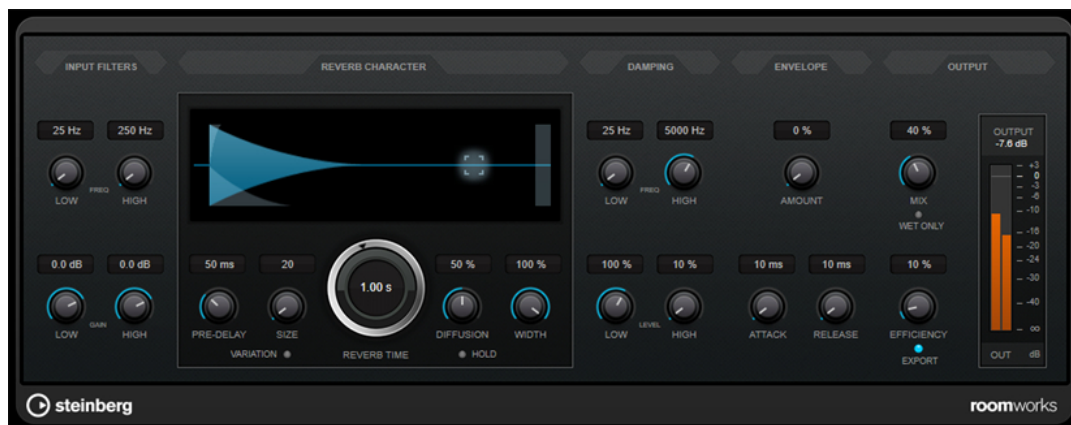 INPUT FILTERS REVERB CHARACTER DAMPING ENVELOPE OUTPUT
25 Hz 250 Hz 25 Hz 5000 Hz 0 % 40 % OUTPUT
-7.6 dB
+3
0
-3
-6
-10
-16
-20
-24
-30
-40
∞
OUT dB
LOW FREQ HIGH LOW FREQ HIGH AMOUNT MIX
WET ONLY
0.0 dB 0.0 dB 50 ms 20 1.00 s 50 % 100 % 100 % 10 % 10 ms 10 ms 10 %
LOW GAIN HIGH PRE-DELAY SIZE DIFFUSION WIDTH LOW LEVEL HIGH ATTACK RELEASE EFFICIENCY
VARIATION REVERB TIME HOLD EXPORT
steinberg roomworks